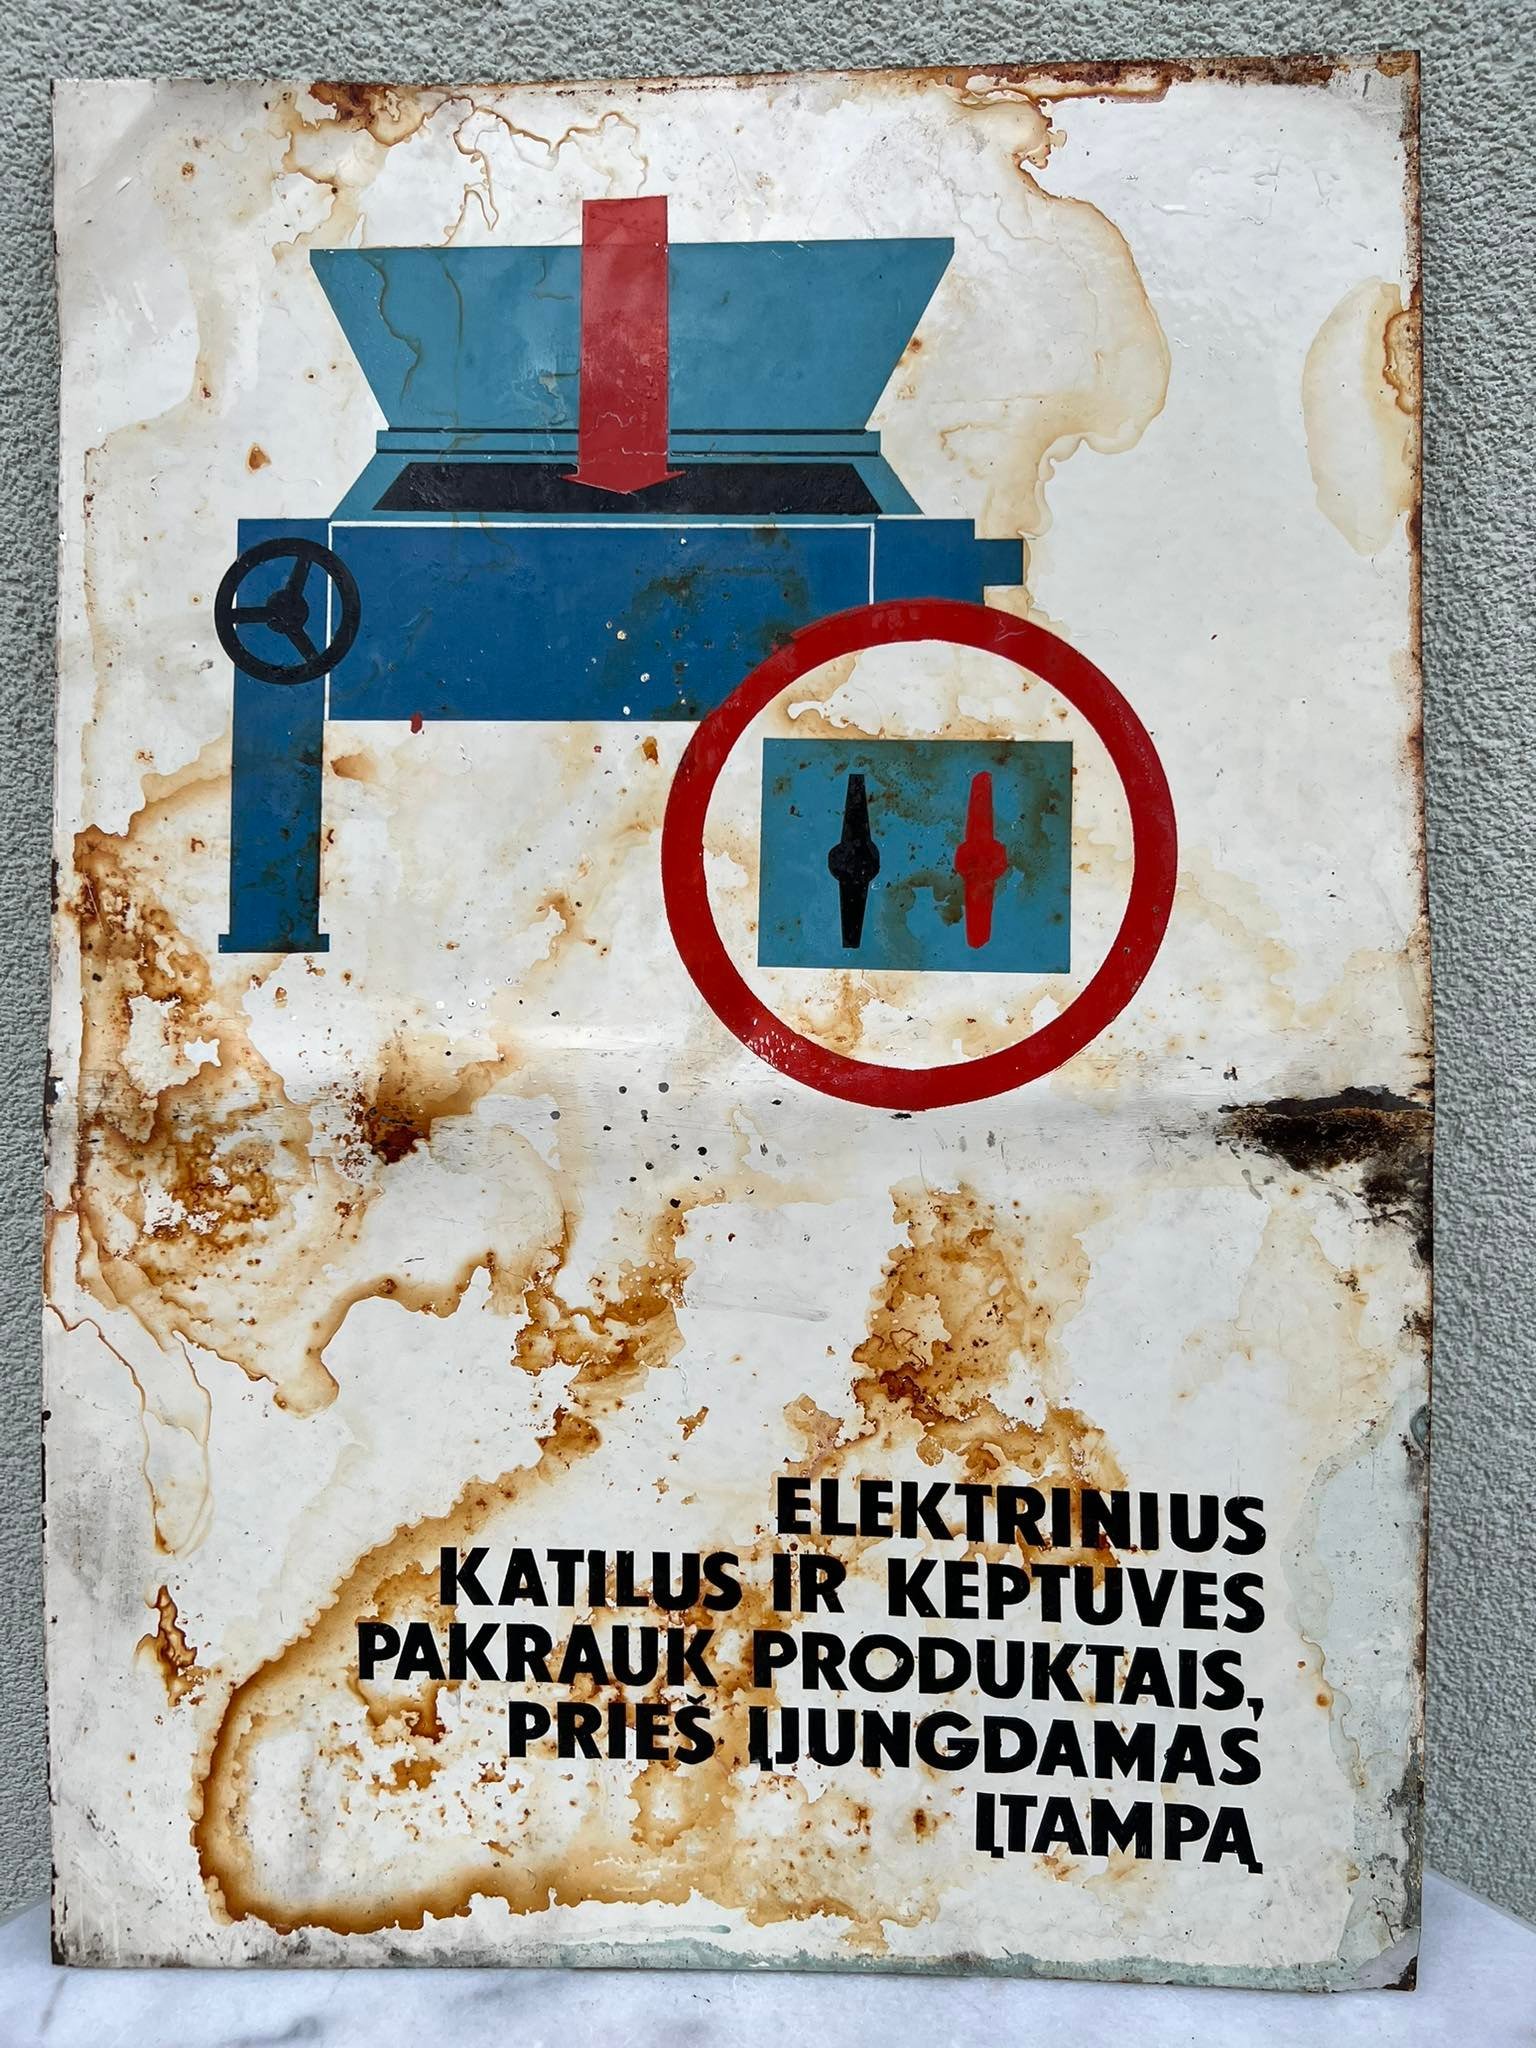 ELEKTRINIUS
KATILUS IR KEPTUVES
PAKRAUK PRODUKTAIS,
PRIEŠ ĮJUNGDAMAS
ĮTAMPĄ